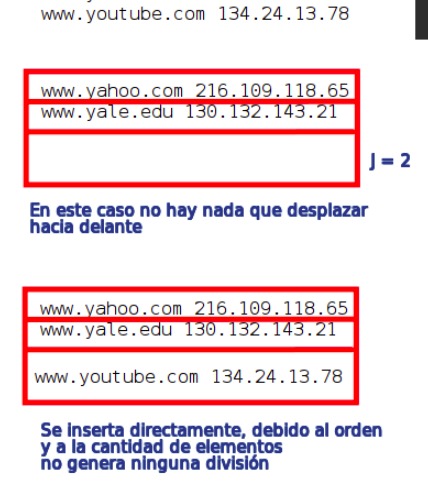 www.youtube.com 134.24.13.78
www.yahoo.com 216.109.118.65
www.yale.edu 130.132.143.21
J = 2
En este caso no hay nada que desplazar
hacia delante
www.yahoo.com 216.109.118.65
www.yale.edu 130.132.143.21
www.youtube.com 134.24.13.78
Se inserta directamente, debido al orden
y a la cantidad de elementos
no genera ninguna división